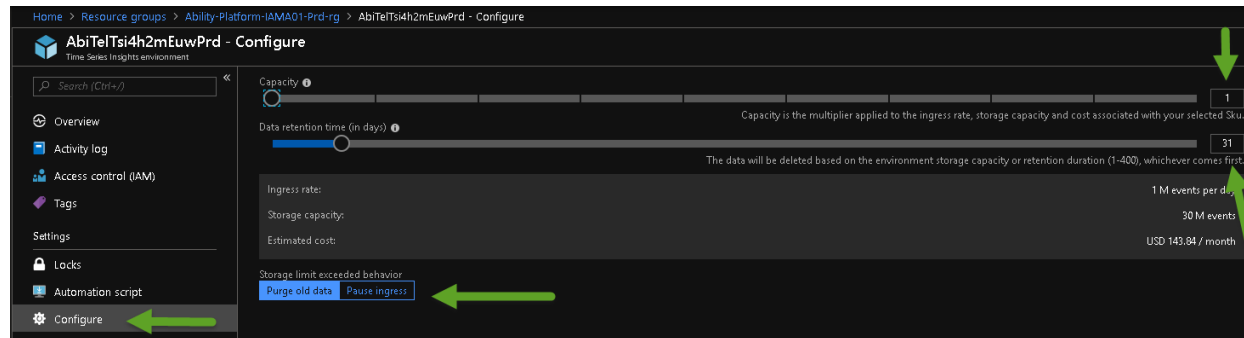 Home > Resource groups > Ability-Platform-IAMA01-Prd-rg > AbiTelTsi4h2mEuwPrd - Configure
AbiTelTsi4h2mEuwPrd - Configure
Time Series Insights environment
Search (Ctrl+/)
«
Overview
Activity log
Access control (IAM)
Tags
Settings
Locks
Automation script
Configure
Capacity
1
Capacity is the multiplier applied to the ingress rate, storage capacity and cost associated with your selected Sku.
Data retention time (in days)
31
The data will be deleted based on the environment storage capacity or retention duration (1-400), whichever comes first.
Ingress rate: 1 M events per
Storage capacity: 30 M events
Estimated cost: USD 143.84 / month
Storage limit exceeded behavior
Purge old data Pause ingress